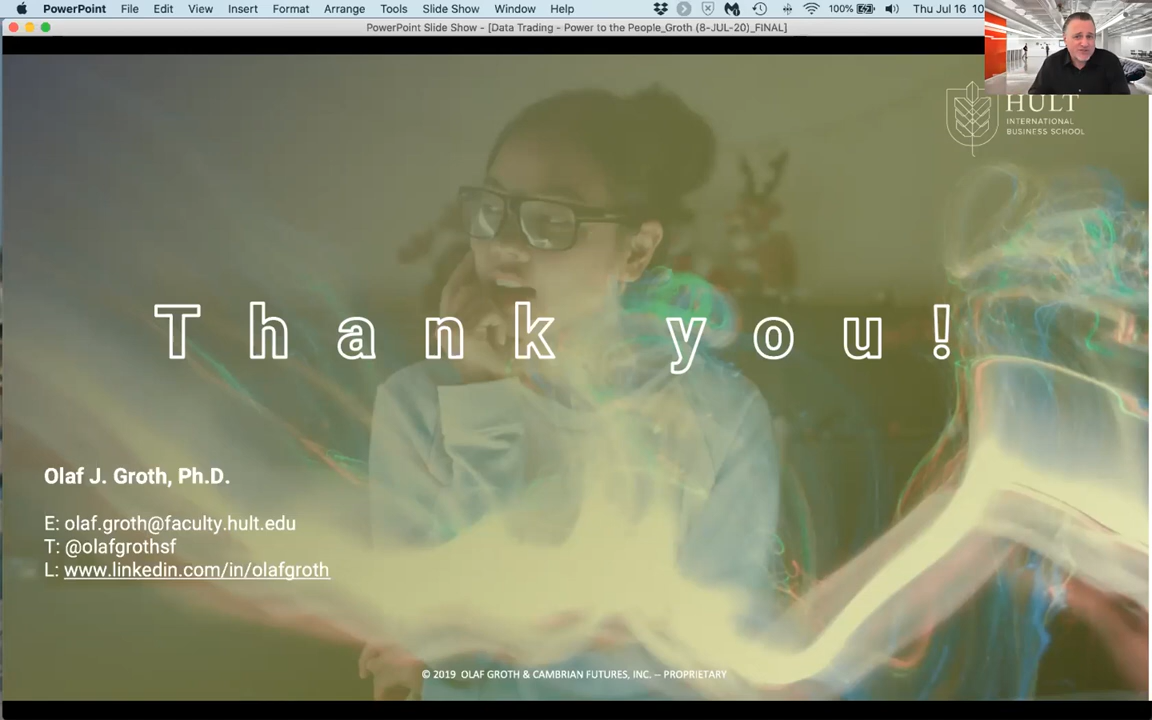 PowerPoint File Edit View Insert Format Arrange Tools Slide Show Window Help 100% Thu Jul 16 10
PowerPoint Slide Show - [Data Trading - Power to the People_Groth (8-JUL-20)_FINAL]
HULT
INTERNATIONAL
BUSINESS SCHOOL
Thank you!
Olaf J. Groth, Ph.D.
E: olaf.groth@faculty.hult.edu
T: @olafgrothsf
L: www.linkedin.com/in/olafgroth
© 2019 OLAF GROTH & CAMBRIAN FUTURES, INC. – PROPRIETARY